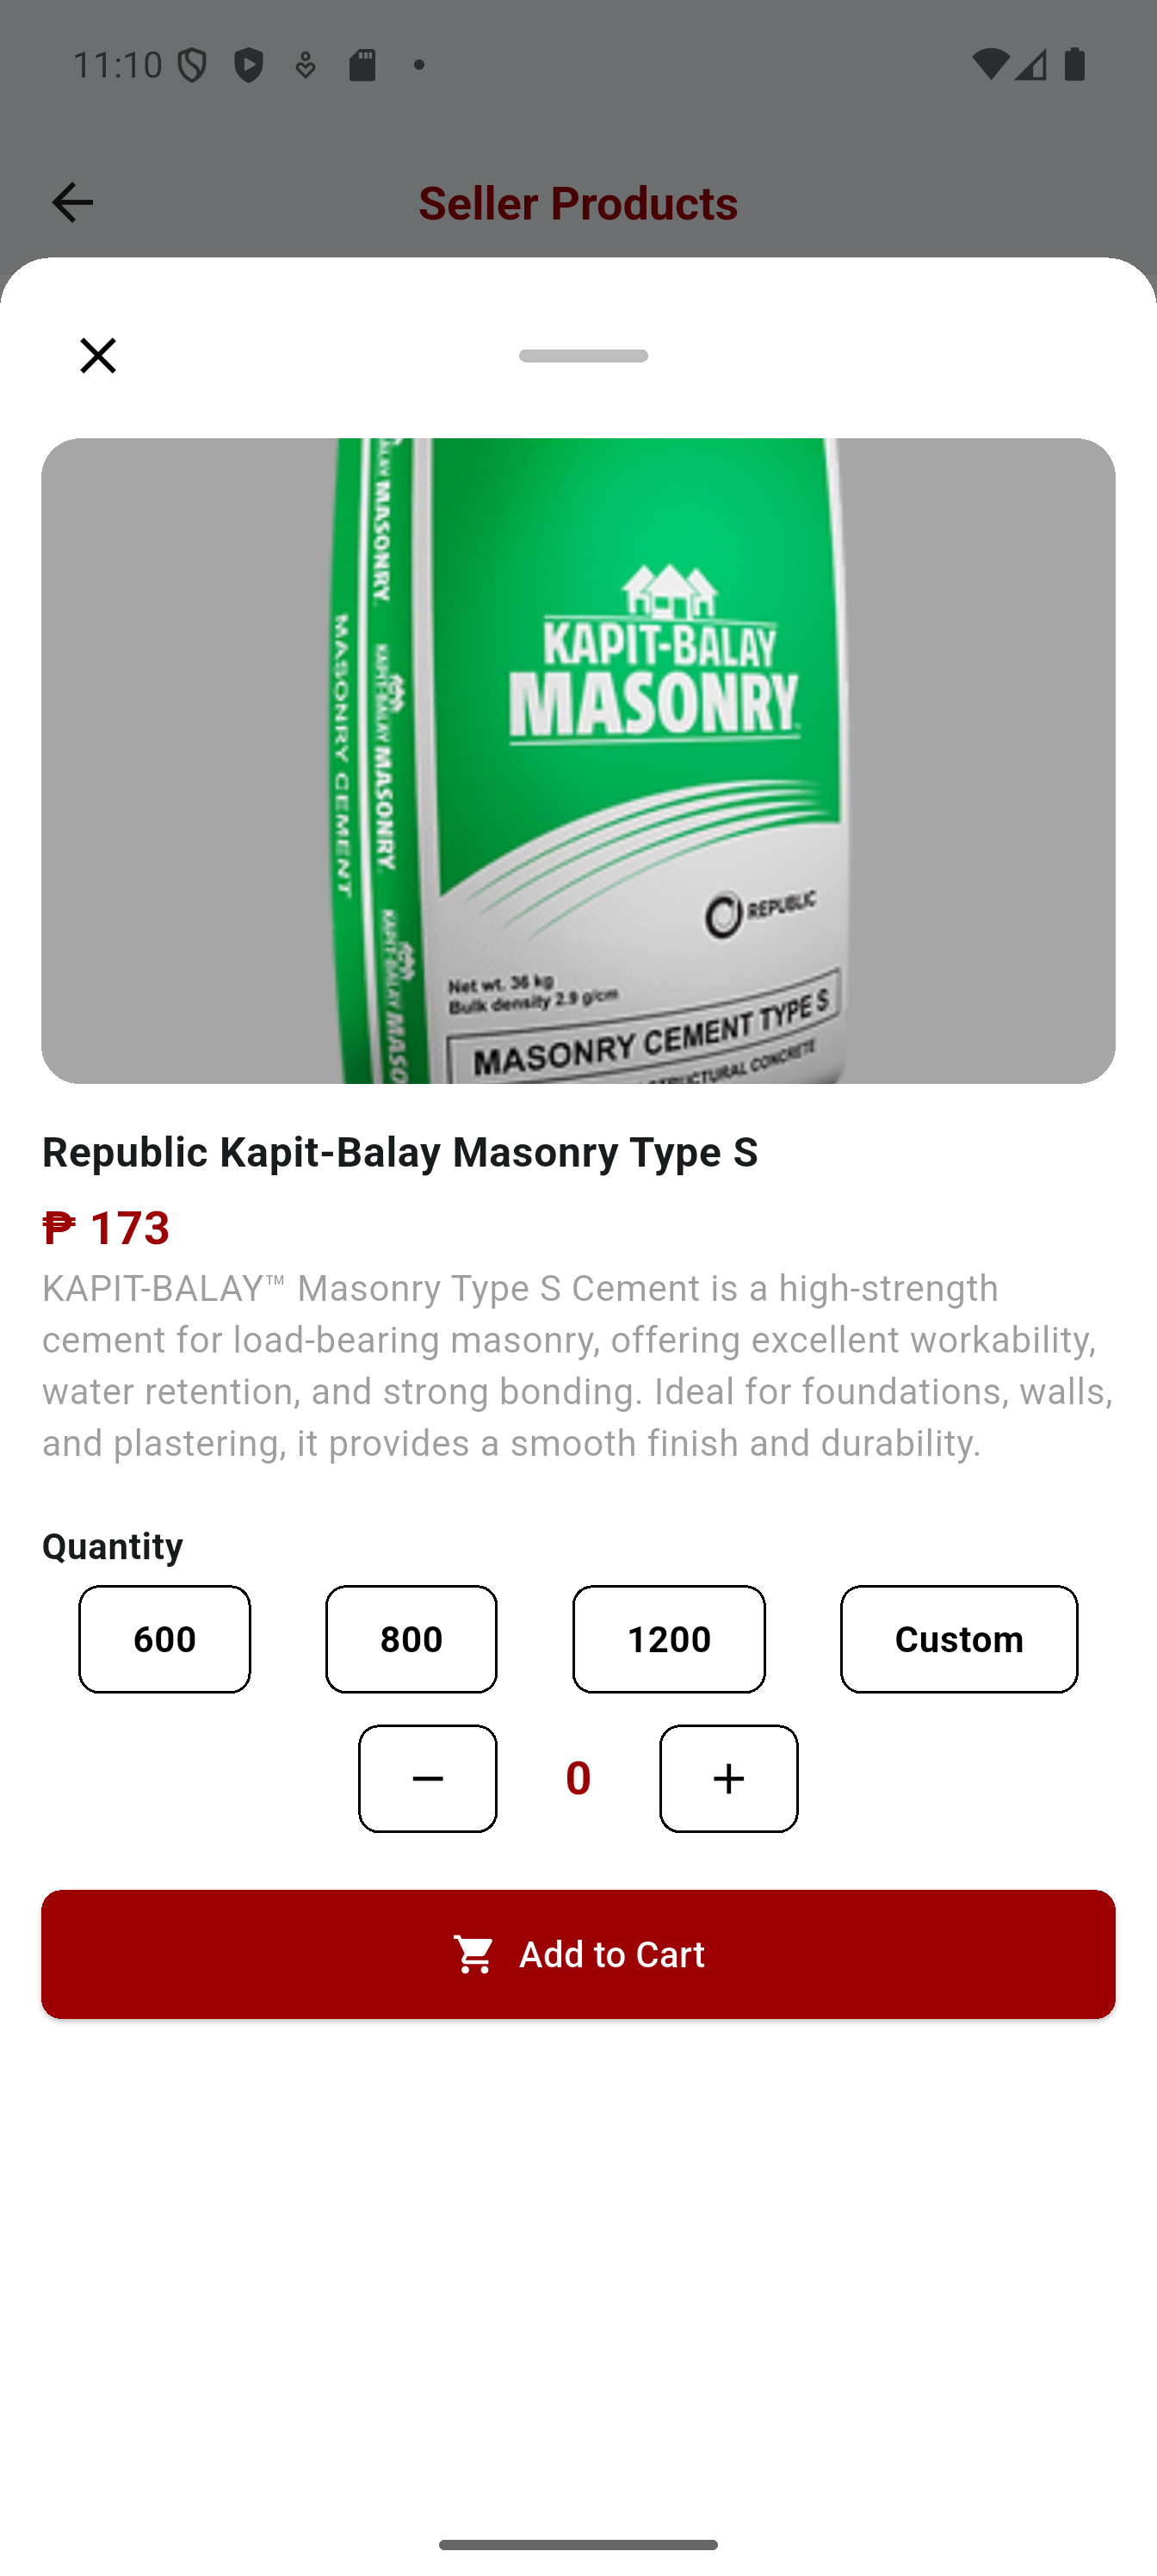 11:10
Seller Products
KAPIT-BALAY
MASONRY
MASONRY CEMENT
KAPIT-BALAY MASONRY
REPUBLIC
Net wt. 36 kg
Bulk density 2.9 g/cm
MASONRY CEMENT TYPE S
STRUCTURAL CONCRETE
Republic Kapit-Balay Masonry Type S
₱ 173
KAPIT-BALAY™ Masonry Type S Cement is a high-strength
cement for load-bearing masonry, offering excellent workability,
water retention, and strong bonding. Ideal for foundations, walls,
and plastering, it provides a smooth finish and durability.
Quantity
600 800 1200 Custom
0
Add to Cart